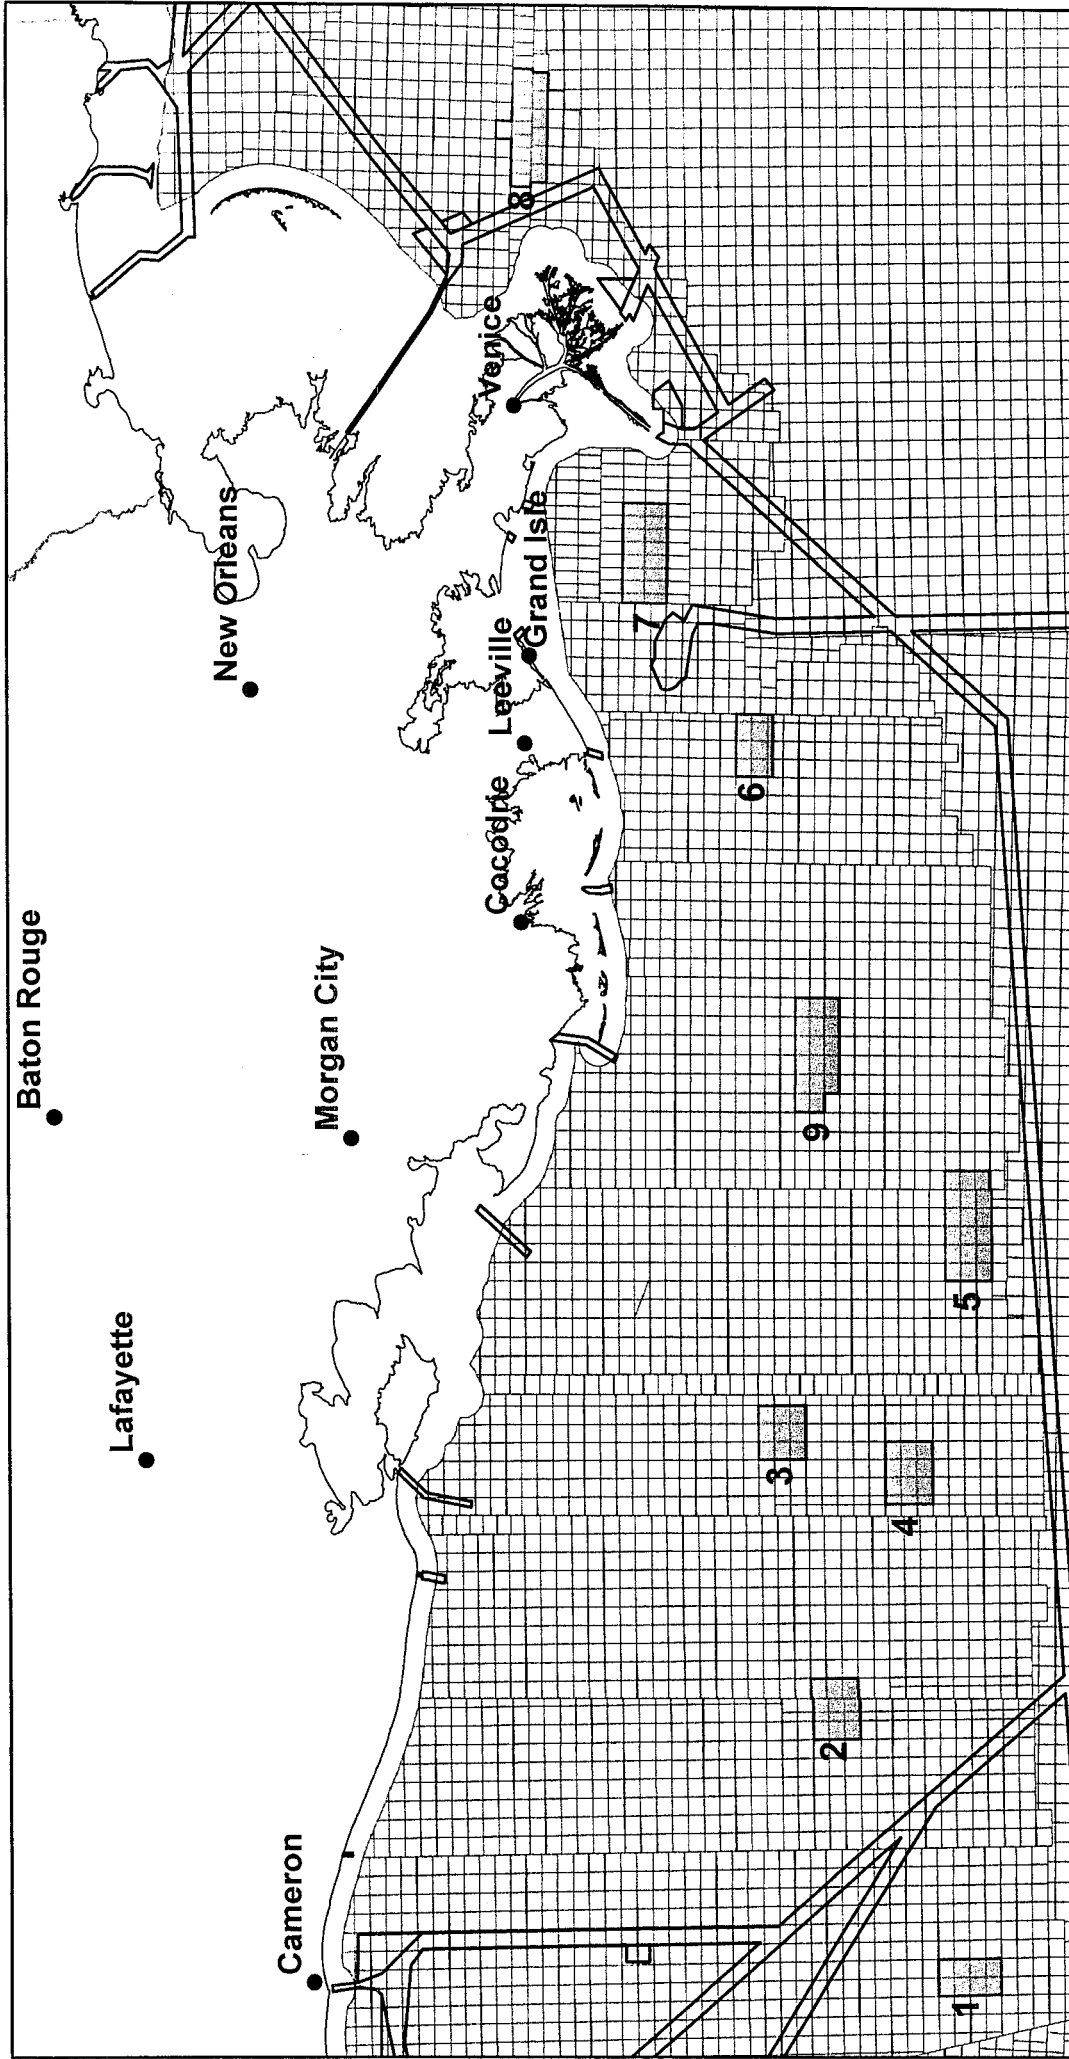 Baton Rouge
Lafayette
New Orleans
Morgan City
Cameron
Cocodrie
Leeville
Grand Isle
Venice
1
2
3
4
5
9
6
7
8